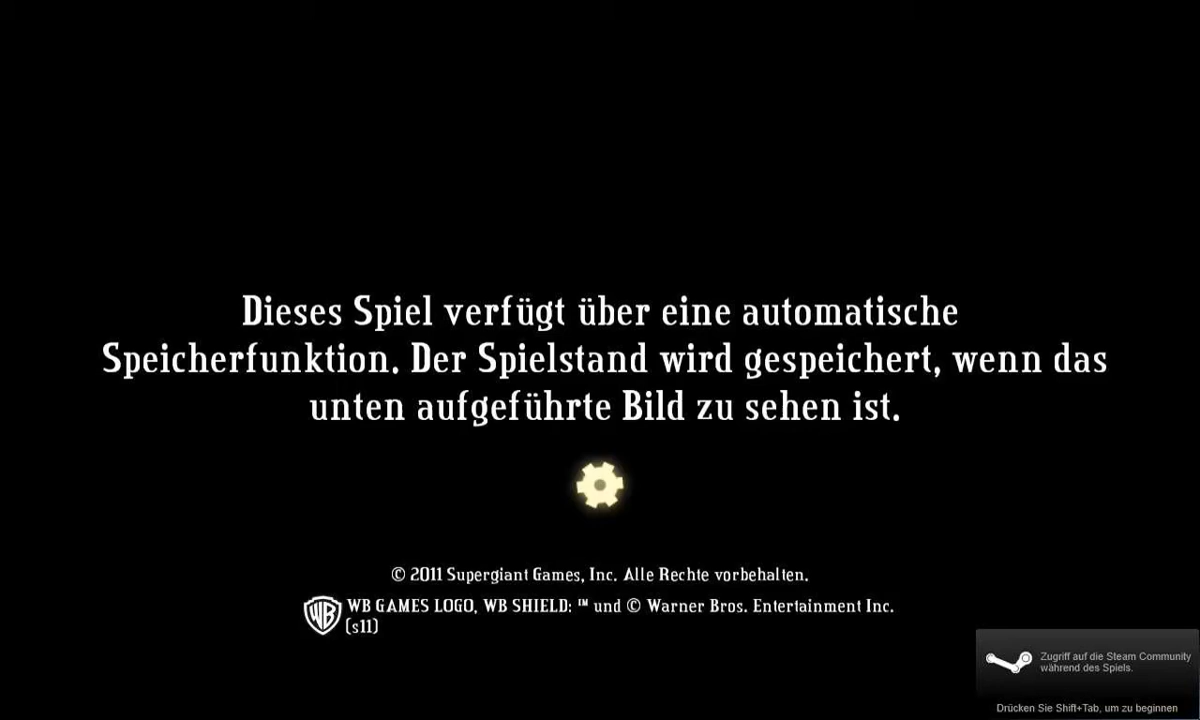 Dieses Spiel verfügt über eine automatische
Speicherfunktion. Der Spielstand wird gespeichert, wenn das
unten aufgeführte Bild zu sehen ist.
© 2011 Supergiant Games, Inc. Alle Rechte vorbehalten.
WB WB GAMES LOGO, WB SHIELD: ™ und © Warner Bros. Entertainment Inc.
(s11)
Zugriff auf die Steam Community
während des Spiels.
Drücken Sie Shift+Tab, um zu beginnen